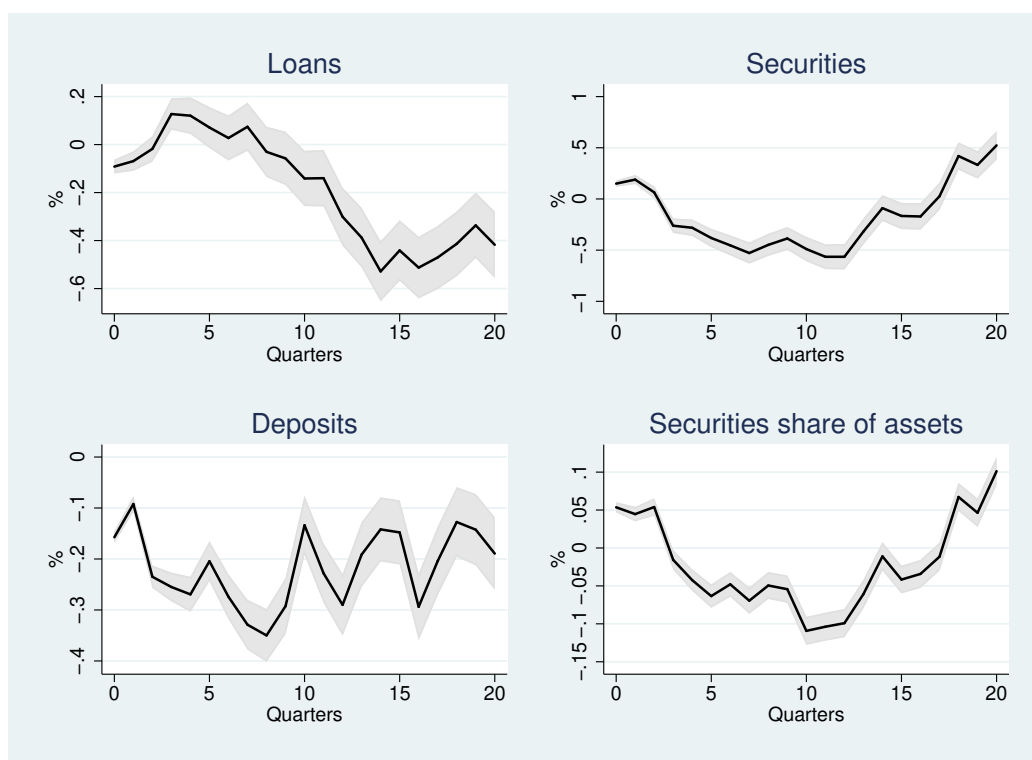 Loans
%
.2
0
−.2
−.4
−.6
0 5 10 15 20
Quarters
Securities
%
1
.5
0
−.5
−1
0 5 10 15 20
Quarters
Deposits
%
0
−.1
−.2
−.3
−.4
0 5 10 15 20
Quarters
Securities share of assets
%
.1
.05
0
−.05
−.1
−.15
0 5 10 15 20
Quarters